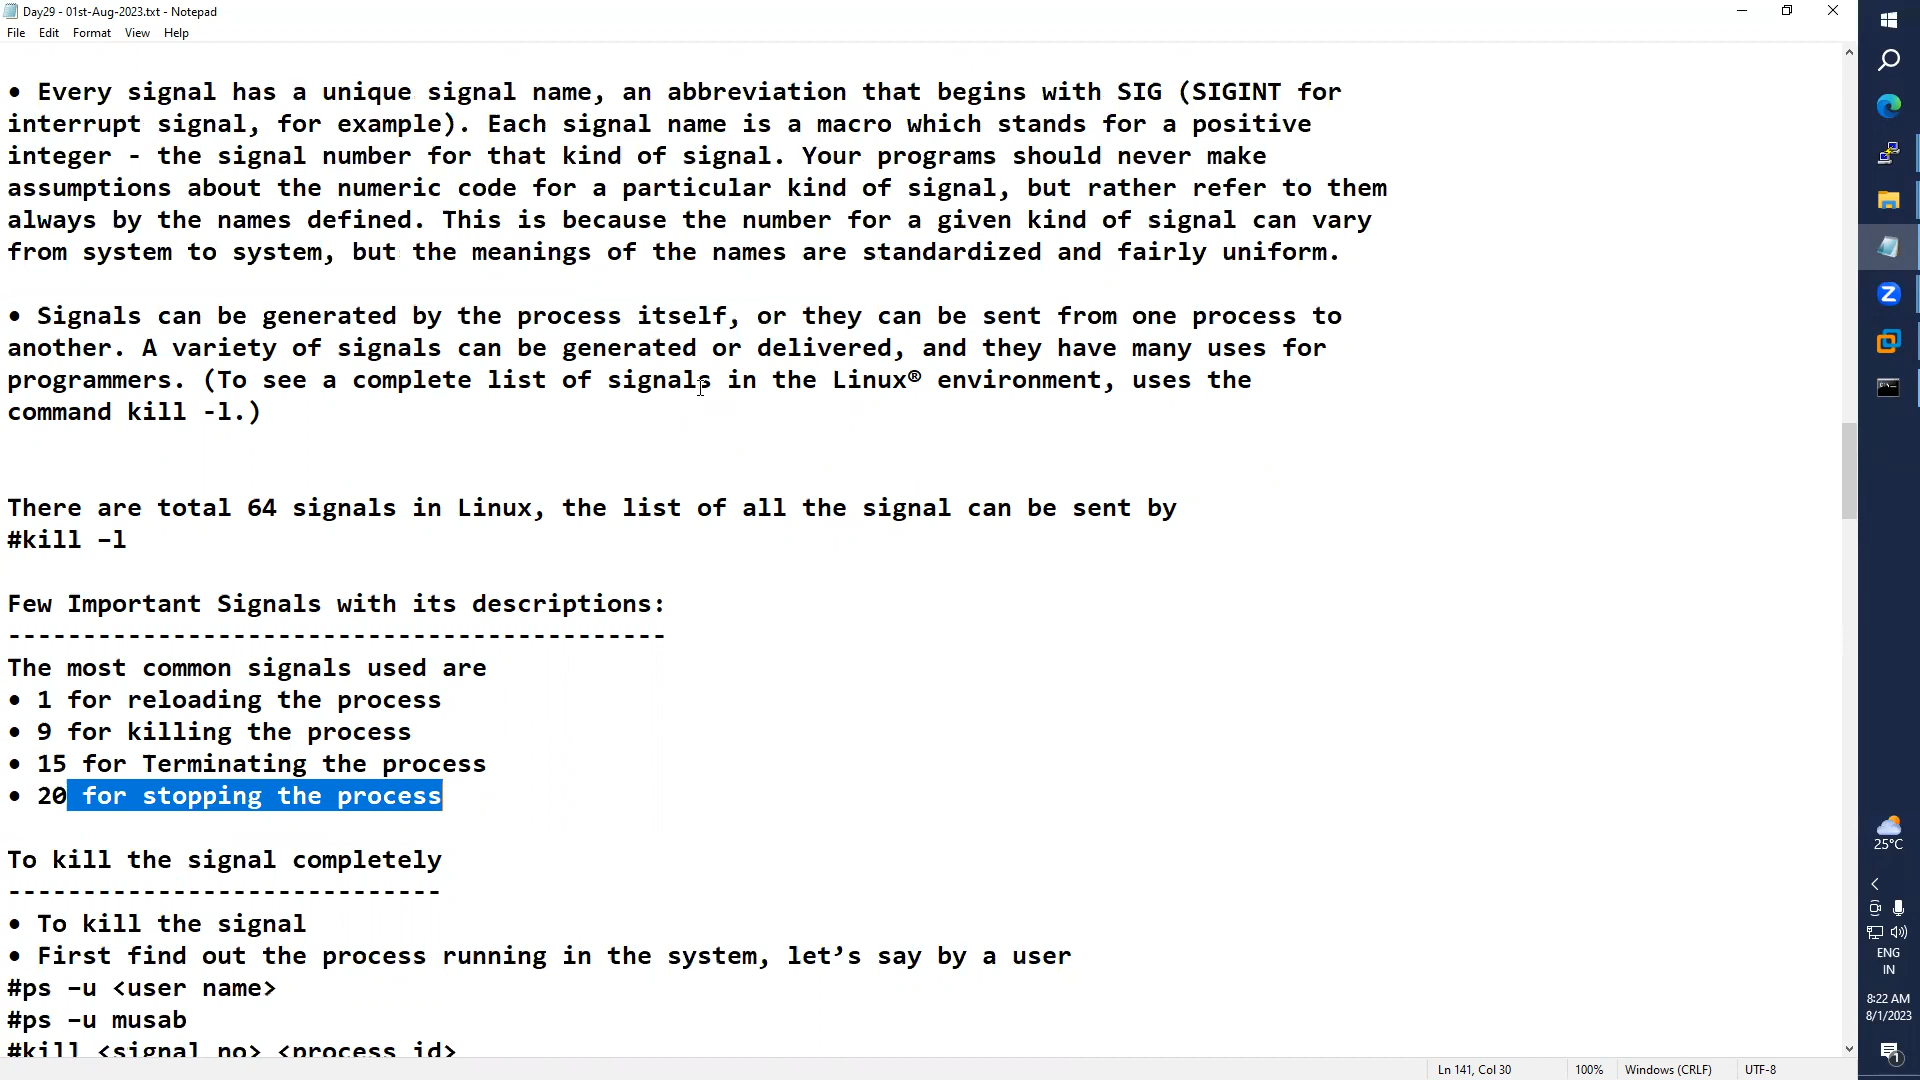 Day29 - 01st-Aug-2023.txt - Notepad
File Edit Format View Help
• Every signal has a unique signal name, an abbreviation that begins with SIG (SIGINT for
interrupt signal, for example). Each signal name is a macro which stands for a positive
integer - the signal number for that kind of signal. Your programs should never make
assumptions about the numeric code for a particular kind of signal, but rather refer to them
always by the names defined. This is because the number for a given kind of signal can vary
from system to system, but the meanings of the names are standardized and fairly uniform.
• Signals can be generated by the process itself, or they can be sent from one process to
another. A variety of signals can be generated or delivered, and they have many uses for
programmers. (To see a complete list of signals in the Linux® environment, uses the
command kill -l.)
There are total 64 signals in Linux, the list of all the signal can be sent by
#kill –l
Few Important Signals with its descriptions:
--------------------------------------------
The most common signals used are
• 1 for reloading the process
• 9 for killing the process
• 15 for Terminating the process
• 20 for stopping the process
To kill the signal completely
-----------------------------
• To kill the signal
• First find out the process running in the system, let’s say by a user
#ps –u <user name>
#ps –u musab
#kill <signal no> <process id>
Ln 141, Col 30
100%
Windows (CRLF)
UTF-8
25°C
ENG
IN
8:22 AM
8/1/2023
1